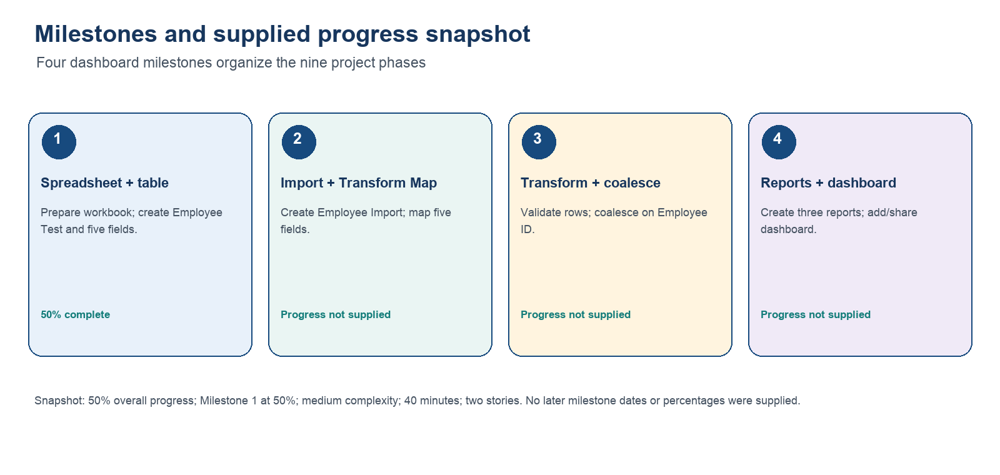 Milestones and supplied progress snapshot
Four dashboard milestones organize the nine project phases
1
Spreadsheet + table
Prepare workbook; create Employee
Test and five fields.
50% complete
2
Import + Transform Map
Create Employee Import; map five
fields.
Progress not supplied
3
Transform + coalesce
Validate rows; coalesce on Employee
ID.
Progress not supplied
4
Reports + dashboard
Create three reports; add/share
dashboard.
Progress not supplied
Snapshot: 50% overall progress; Milestone 1 at 50%; medium complexity; 40 minutes; two stories. No later milestone dates or percentages were supplied.